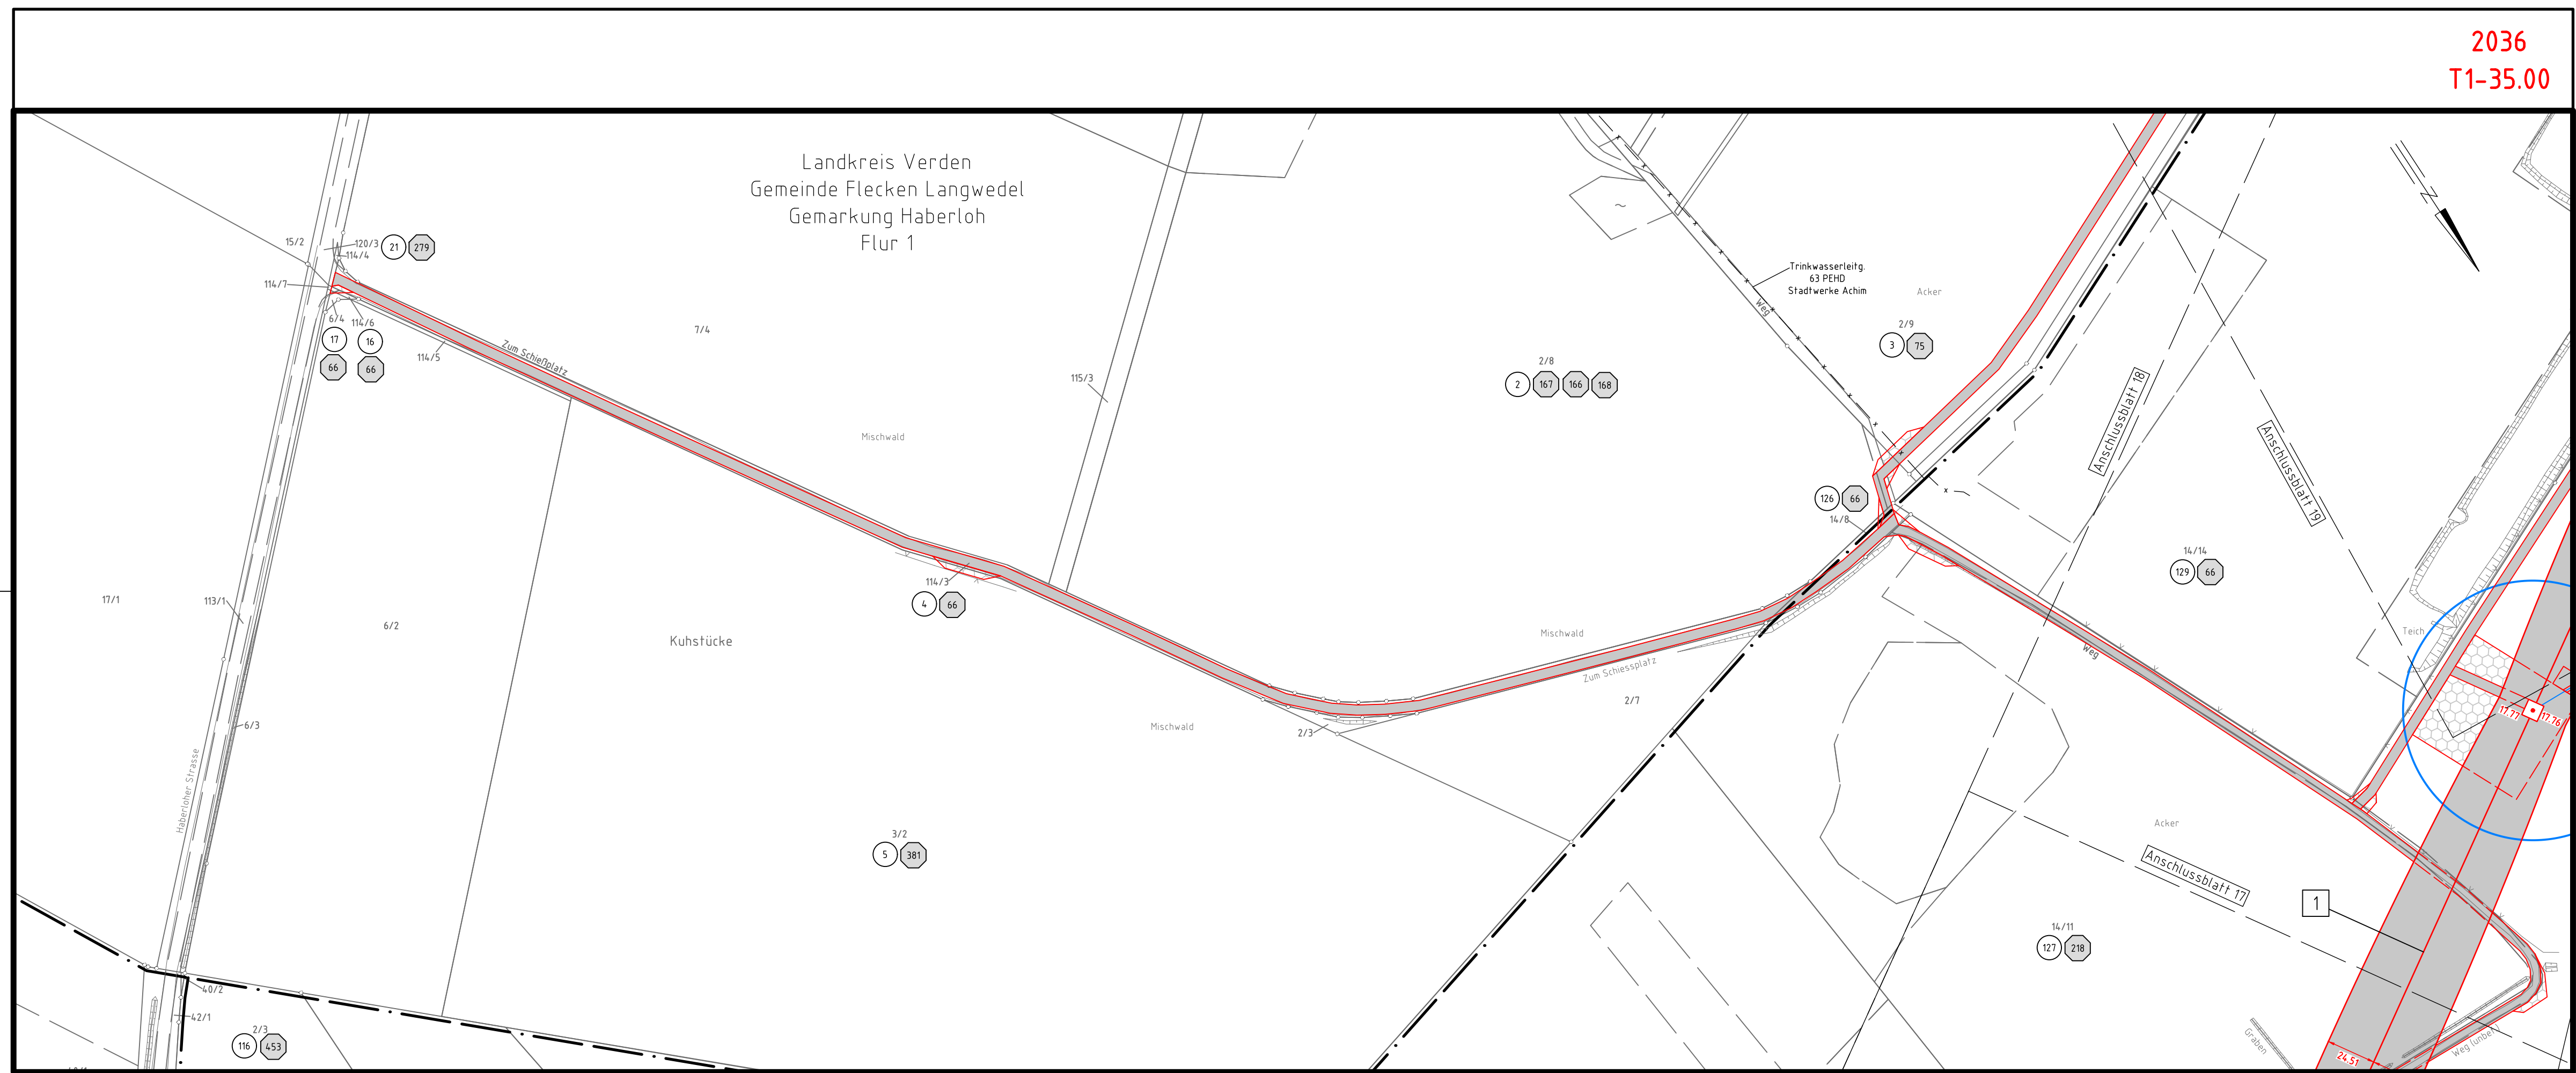 2036
T1-35.00
Landkreis Verden
Gemeinde Flecken Langwedel
Gemarkung Haberloh
Flur 1
15/2
120/3
21
279
114/4
114/7
6/4
114/6
17
16
66
66
114/5
Zum Schießplatz
7/4
115/3
Mischwald
Trinkwasserleitg.
63 PEHD
Stadtwerke Achim
Weg
Acker
2/9
3
75
2/8
2
167
166
168
Anschlussblatt 18
Anschlussblatt 19
126
66
14/8
14/14
129
66
17/1
113/1
6/2
114/3
4
66
Kuhstücke
Mischwald
Zum Schiessplatz
Weg
Teich
17.77
17.76
6/3
Haberloher Strasse
Mischwald
2/3
2/7
3/2
5
381
Acker
Anschlussblatt 17
1
14/11
127
218
40/2
42/1
2/3
116
453
Graben
Weg (unbef.)
24.51